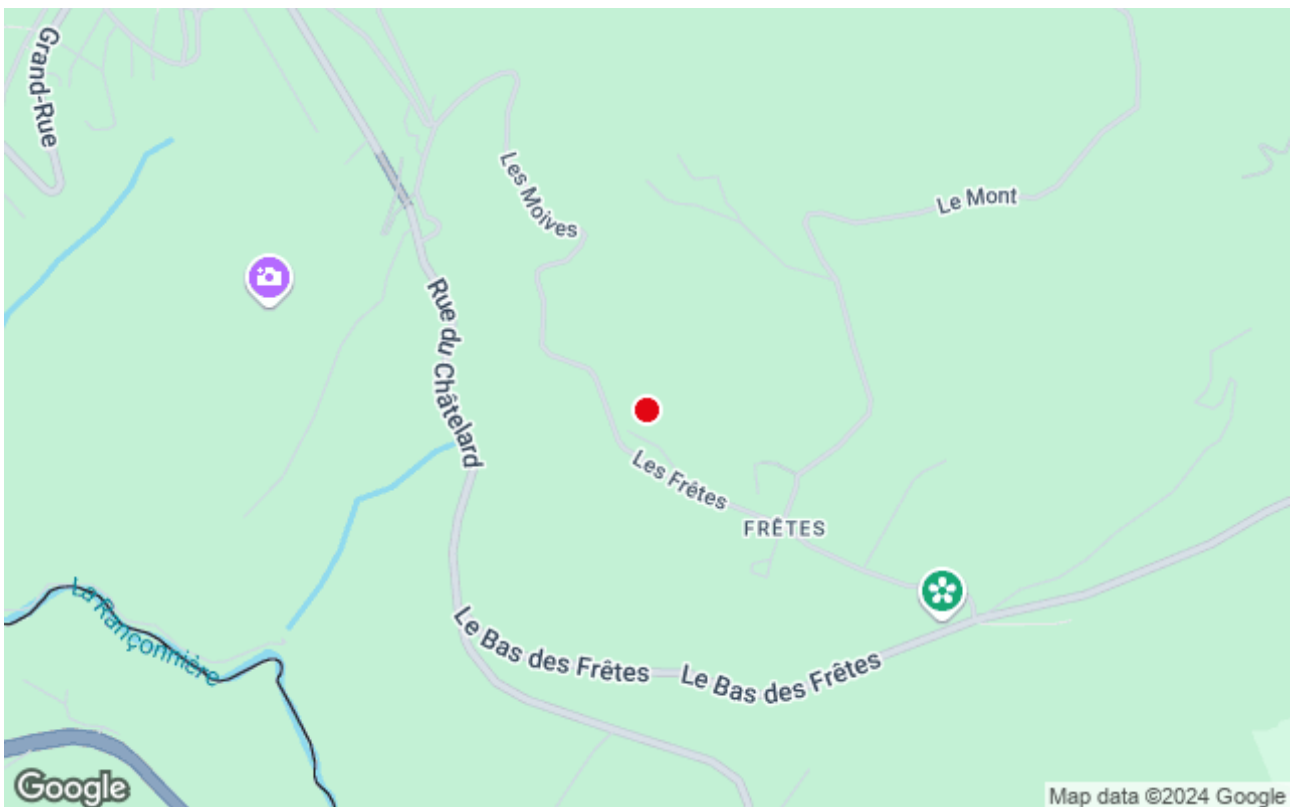 Grand-Rue
Les Moives
Le Mont
Rue du Châtelard
Les Frêtes
FRÊTES
La Rançonnière
Le Bas des Frêtes
Le Bas des Frêtes
Google
Map data ©2024 Google